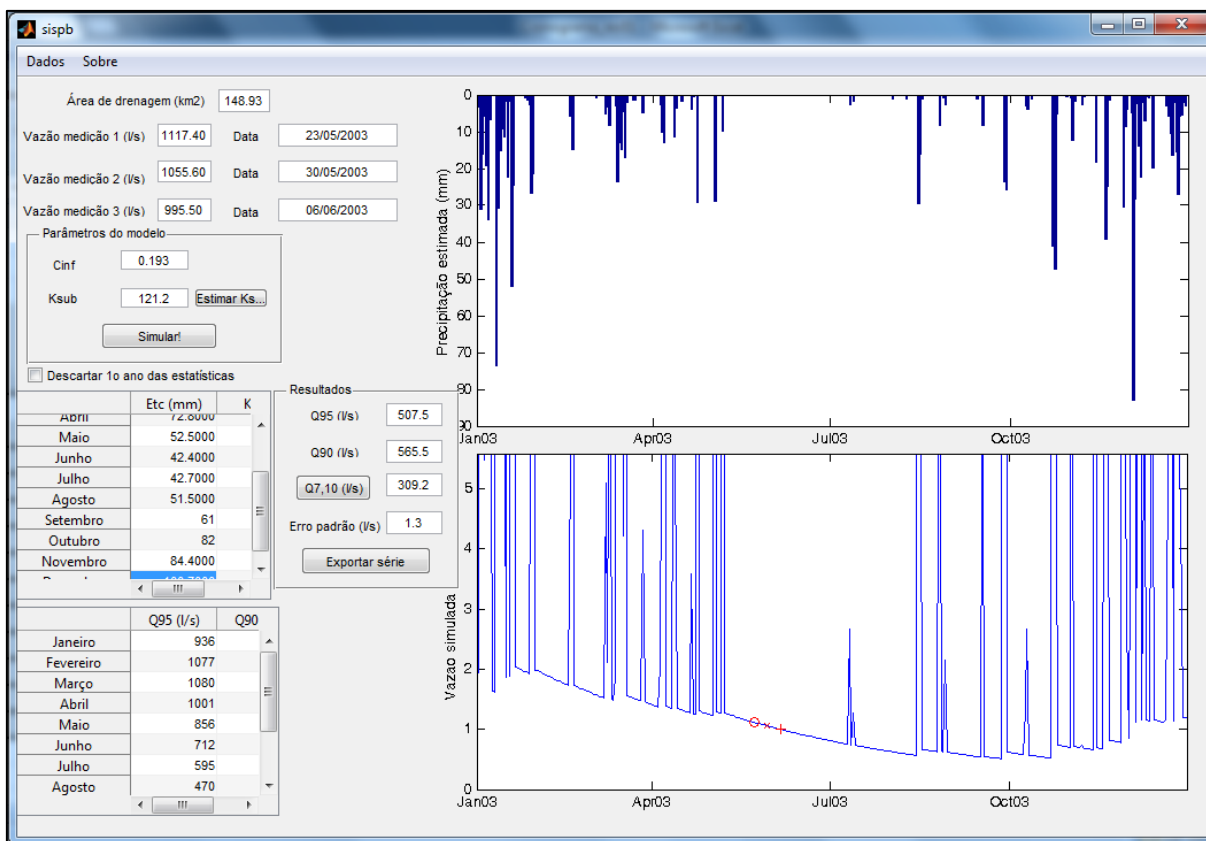 sispb
Dados Sobre
Área de drenagem (km2) 148.93
Vazão medição 1 (l/s) 1117.40 Data 23/05/2003
Vazão medição 2 (l/s) 1055.60 Data 30/05/2003
Vazão medição 3 (l/s) 995.50 Data 06/06/2003
Parâmetros do modelo
Cinf 0.193
Ksub 121.2 Estimar Ks...
Simular!
Descartar 1o ano das estatísticas
Etc (mm) K
Abril 72.8000
Maio 52.5000
Junho 42.4000
Julho 42.7000
Agosto 51.5000
Setembro 61
Outubro 82
Novembro 84.4000
Resultados
Q95 (l/s) 507.5
Q90 (l/s) 565.5
Q7,10 (l/s) 309.2
Erro padrão (l/s) 1.3
Exportar série
Q95 (l/s) Q90
Janeiro 936
Fevereiro 1077
Março 1080
Abril 1001
Maio 856
Junho 712
Julho 595
Agosto 470
Precipitação estimada (mm)
0
10
20
30
40
50
60
70
80
90
Jan03 Apr03 Jul03 Oct03
Vazao simulada
5
4
3
2
1
0
Jan03 Apr03 Jul03 Oct03